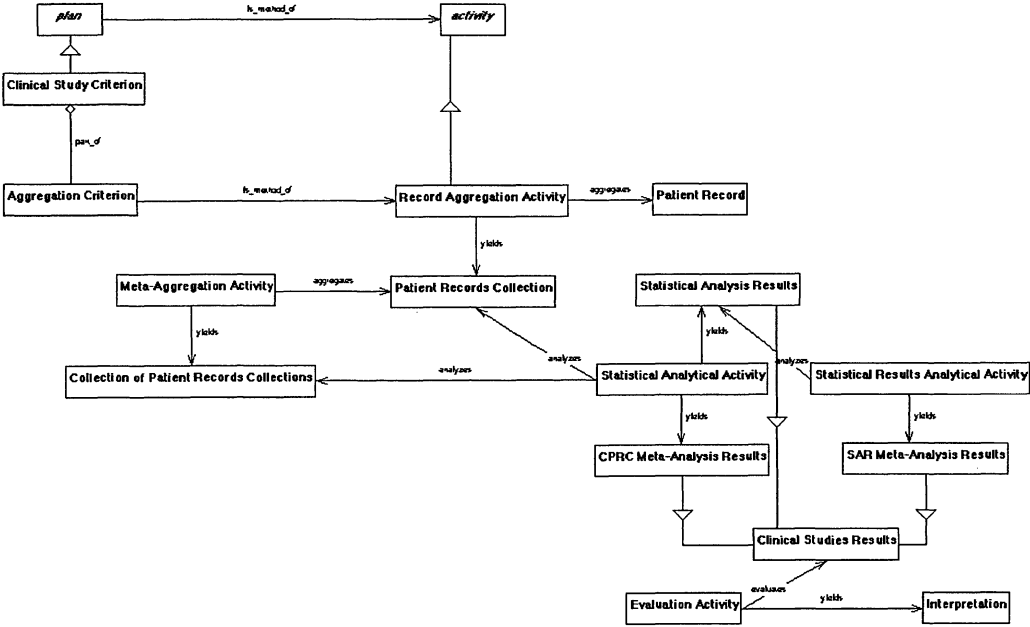 plan
is_method_of
activity
Clinical Study Criterion
part_of
Aggregation Criterion
is_method_of
Record Aggregation Activity
aggregates
Patient Record
yields
Meta-Aggregation Activity
aggregates
Patient Records Collection
Statistical Analysis Results
yields
yields
analyzes
analyzes
Collection of Patient Records Collections
analyzes
Statistical Analytical Activity
Statistical Results Analytical Activity
yields
yields
CPRC Meta-Analysis Results
SAR Meta-Analysis Results
Clinical Studies Results
evaluates
Evaluation Activity
yields
Interpretation